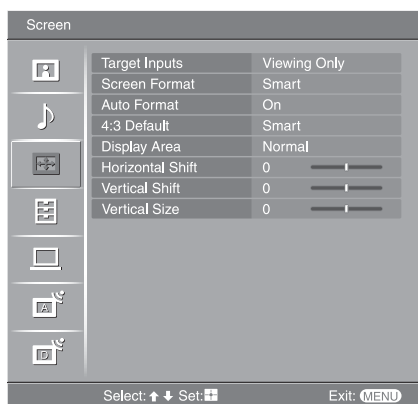 Screen
Target Inputs Viewing Only
Screen Format Smart
Auto Format On
4:3 Default Smart
Display Area Normal
Horizontal Shift 0
Vertical Shift 0
Vertical Size 0
A
D
Select: Set: Exit: MENU